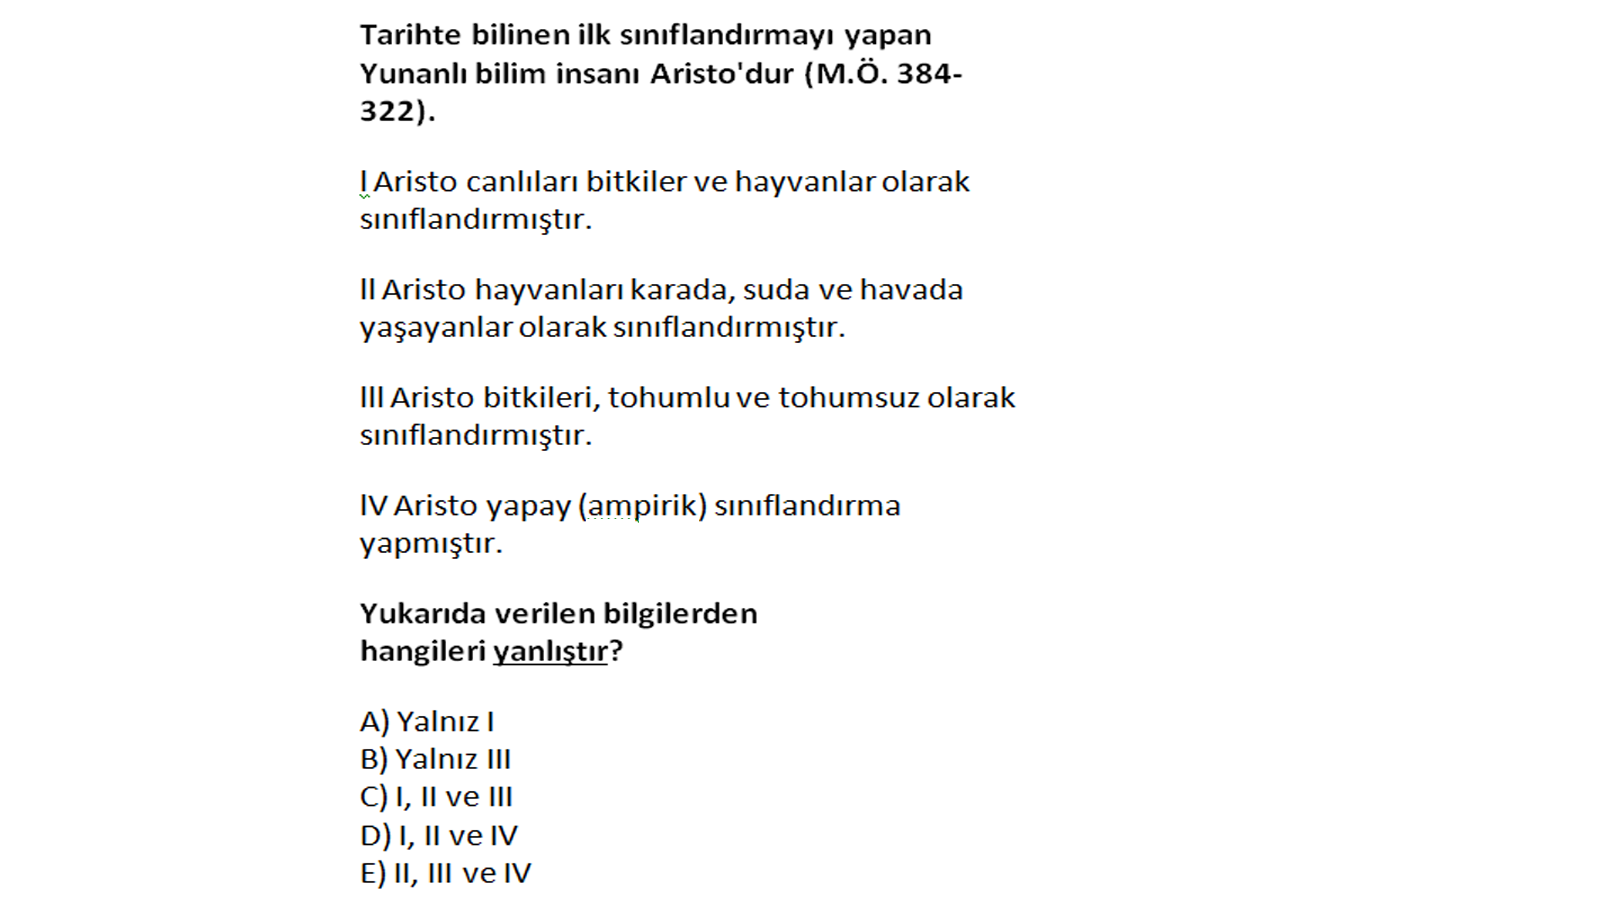 Tarihte bilinen ilk sınıflandırmayı yapan
Yunanlı bilim insanı Aristo'dur (M.Ö. 384-
322).
I Aristo canlıları bitkiler ve hayvanlar olarak
sınıflandırmıştır.
II Aristo hayvanları karada, suda ve havada
yaşayanlar olarak sınıflandırmıştır.
III Aristo bitkileri, tohumlu ve tohumsuz olarak
sınıflandırmıştır.
IV Aristo yapay (ampirik) sınıflandırma
yapmıştır.
Yukarıda verilen bilgilerden
hangileri yanlıştır?
A) Yalnız I
B) Yalnız III
C) I, II ve III
D) I, II ve IV
E) II, III ve IV